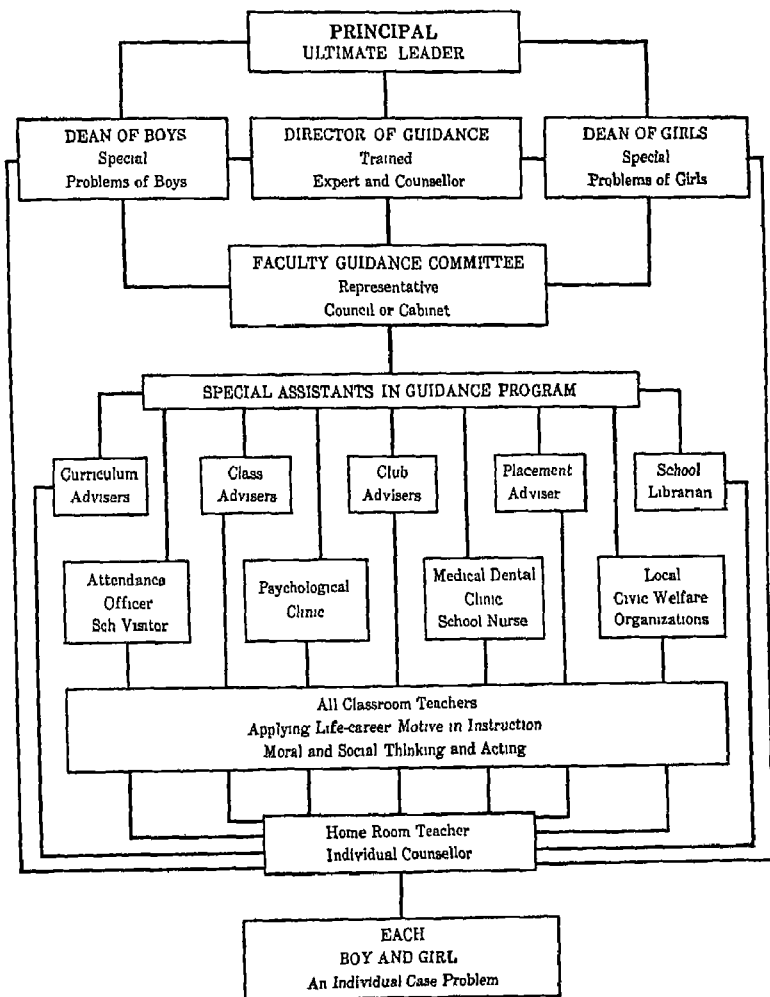 PRINCIPAL
ULTIMATE LEADER
DEAN OF BOYS
Special
Problems of Boys
DIRECTOR OF GUIDANCE
Trained
Expert and Counsellor
DEAN OF GIRLS
Special
Problems of Girls
FACULTY GUIDANCE COMMITTEE
Representative
Council or Cabinet
SPECIAL ASSISTANTS IN GUIDANCE PROGRAM
Curriculum
Advisers
Class
Advisers
Club
Advisers
Placement
Adviser
School
Librarian
Attendance
Officer
Sch Visitor
Psychological
Clinic
Medical Dental
Clinic
School Nurse
Local
Civic Welfare
Organizations
All Classroom Teachers
Applying Life-career Motive in Instruction
Moral and Social Thinking and Acting
Home Room Teacher
Individual Counsellor
EACH
BOY AND GIRL
An Individual Case Problem